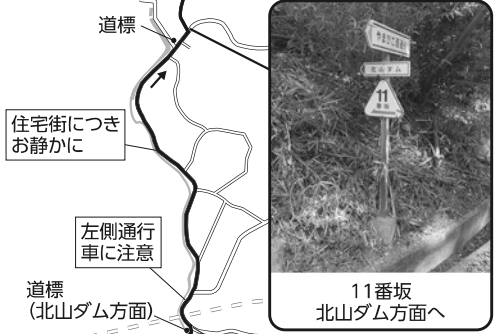 道標
住宅街につき
お静かに
左側通行
車に注意
道標
（北山ダム方面）
北山ダム
11
番坂
11番坂
北山ダム方面へ